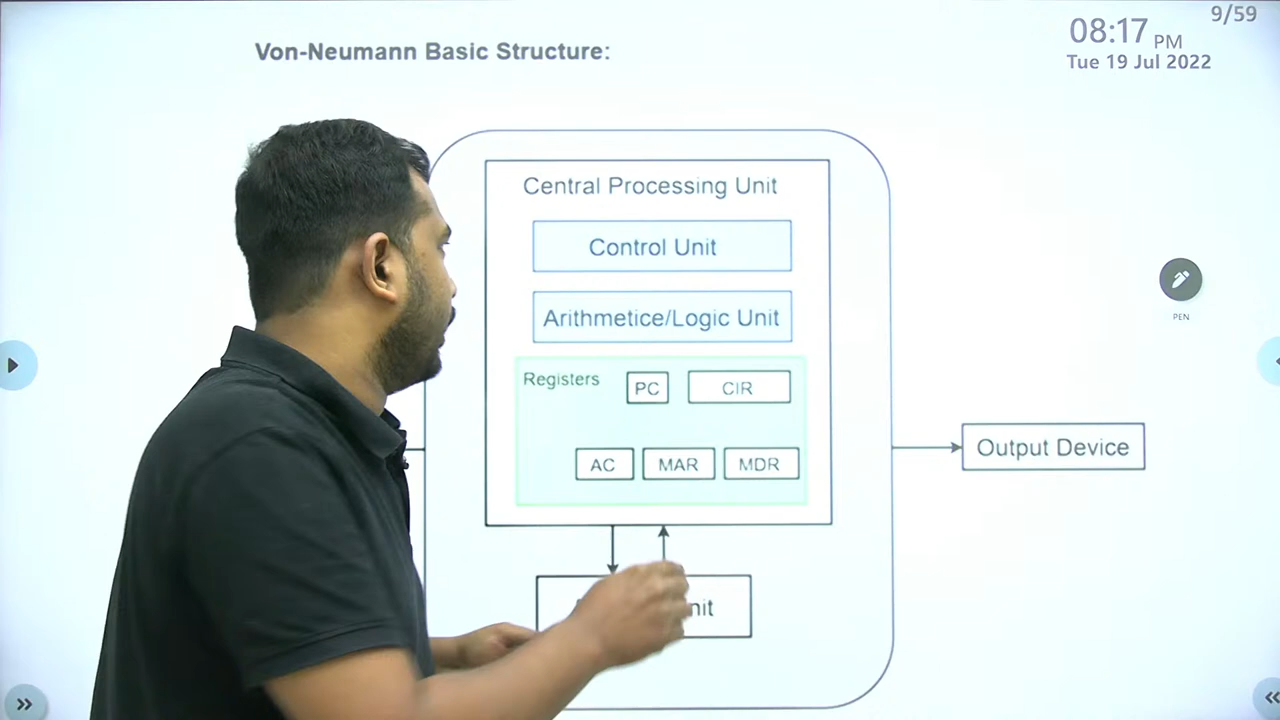 9/59
08:17 PM
Tue 19 Jul 2022
Von-Neumann Basic Structure:
Central Processing Unit
Control Unit
PEN
Arithmetice/Logic Unit
Registers
PC
CIR
AC
MAR
MDR
Output Device